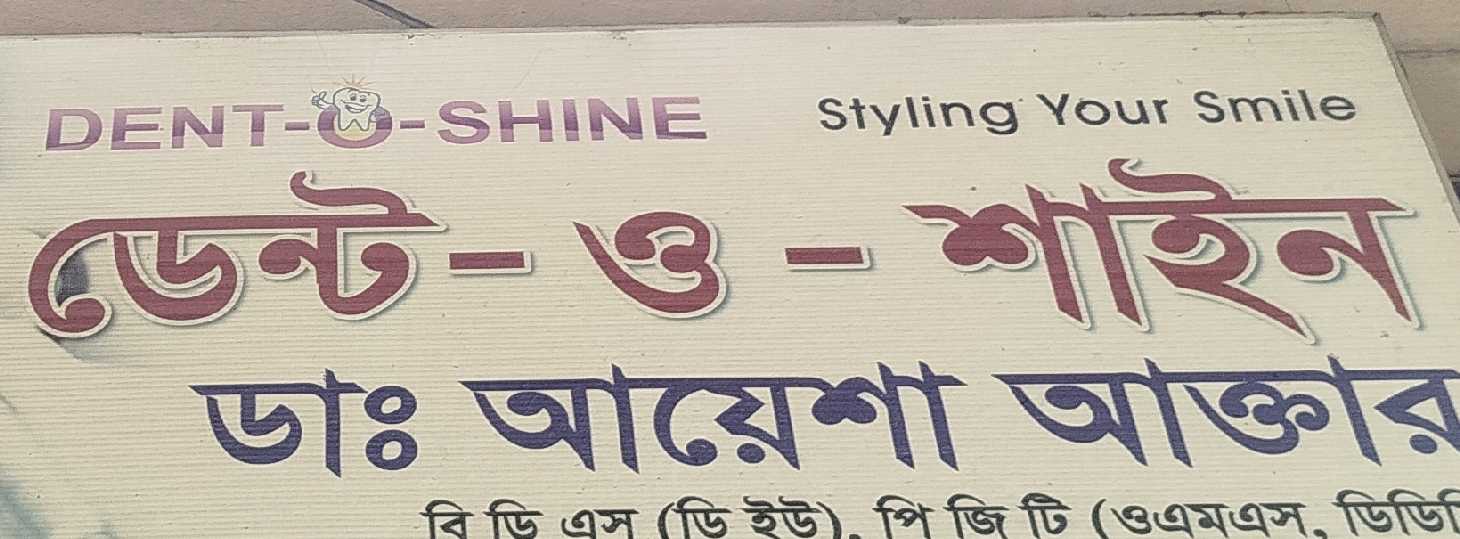 DENT-O-SHINE Styling Your Smile
ডেন্ট - ও - শাইন
ডাঃ আয়েশা আক্তার
বি ডি এস (ডি ইউ), পি জি টি (ওএমএস, ডিডি